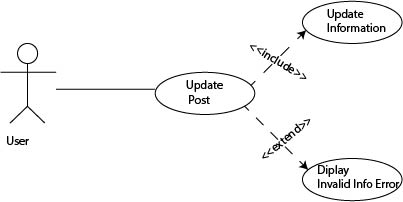 Update
Information
<<include>>
Update
Post
User
<<extend>>
Diplay
Invalid Info Error